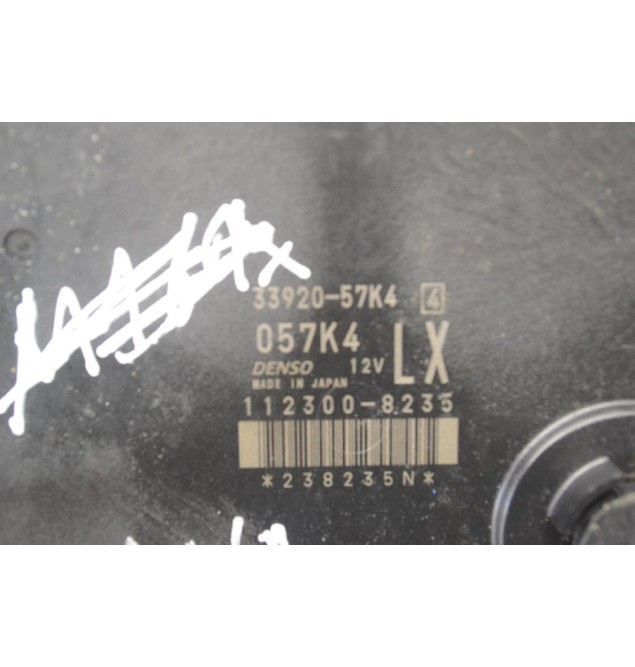 33920-57K4 4
057K4 LX
DENSO 12V
MADE IN JAPAN
112300-8235
*238235N*